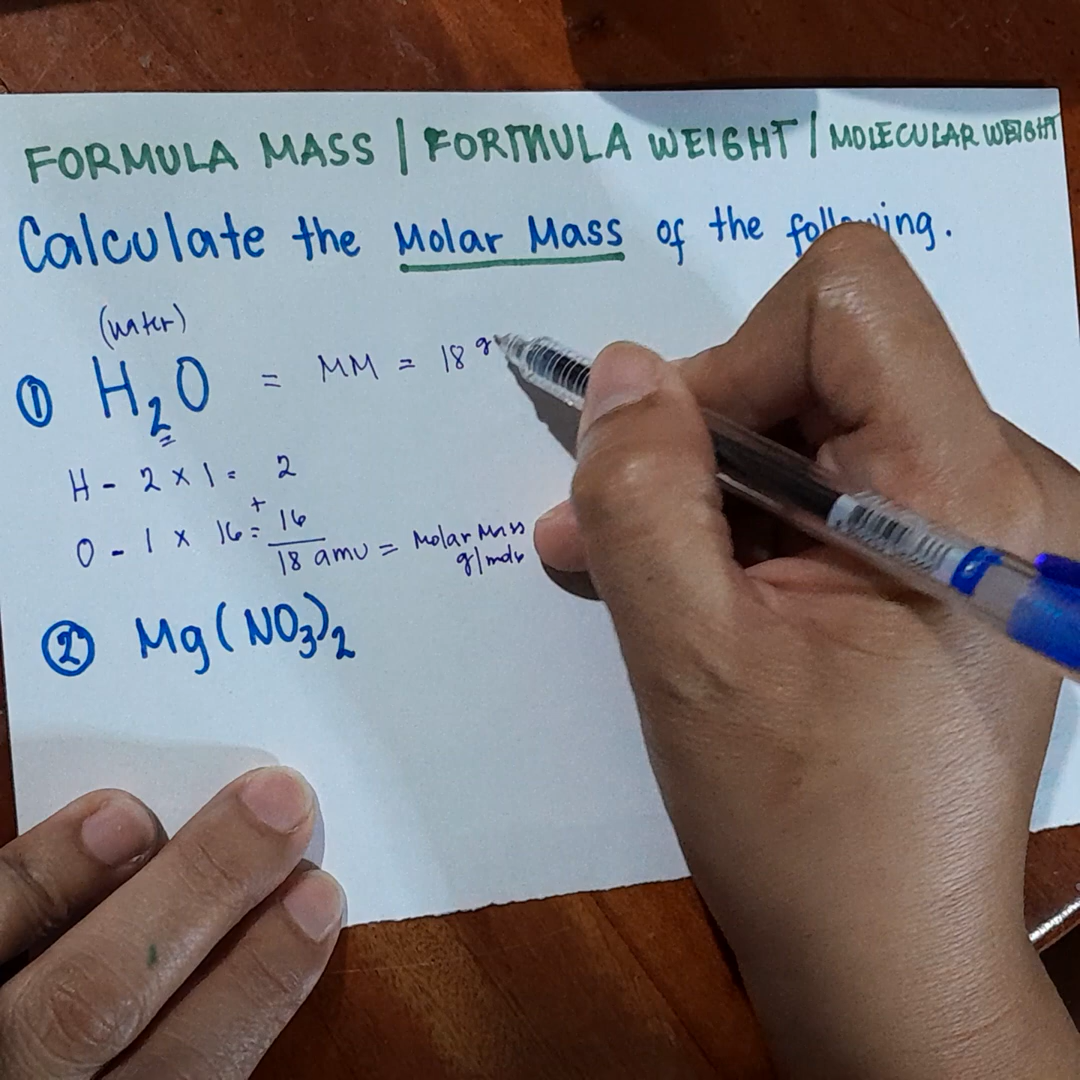 FORMULA MASS | FORMULA WEIGHT | MOLECULAR WEIGHT
Calculate the Molar Mass of the following.
(water)
① H₂O = MM = 18 g
H - 2 x 1 = 2
O - 1 x 16 = + 16
18 amu = Molar Mass
g/mole
② Mg(NO₃)₂